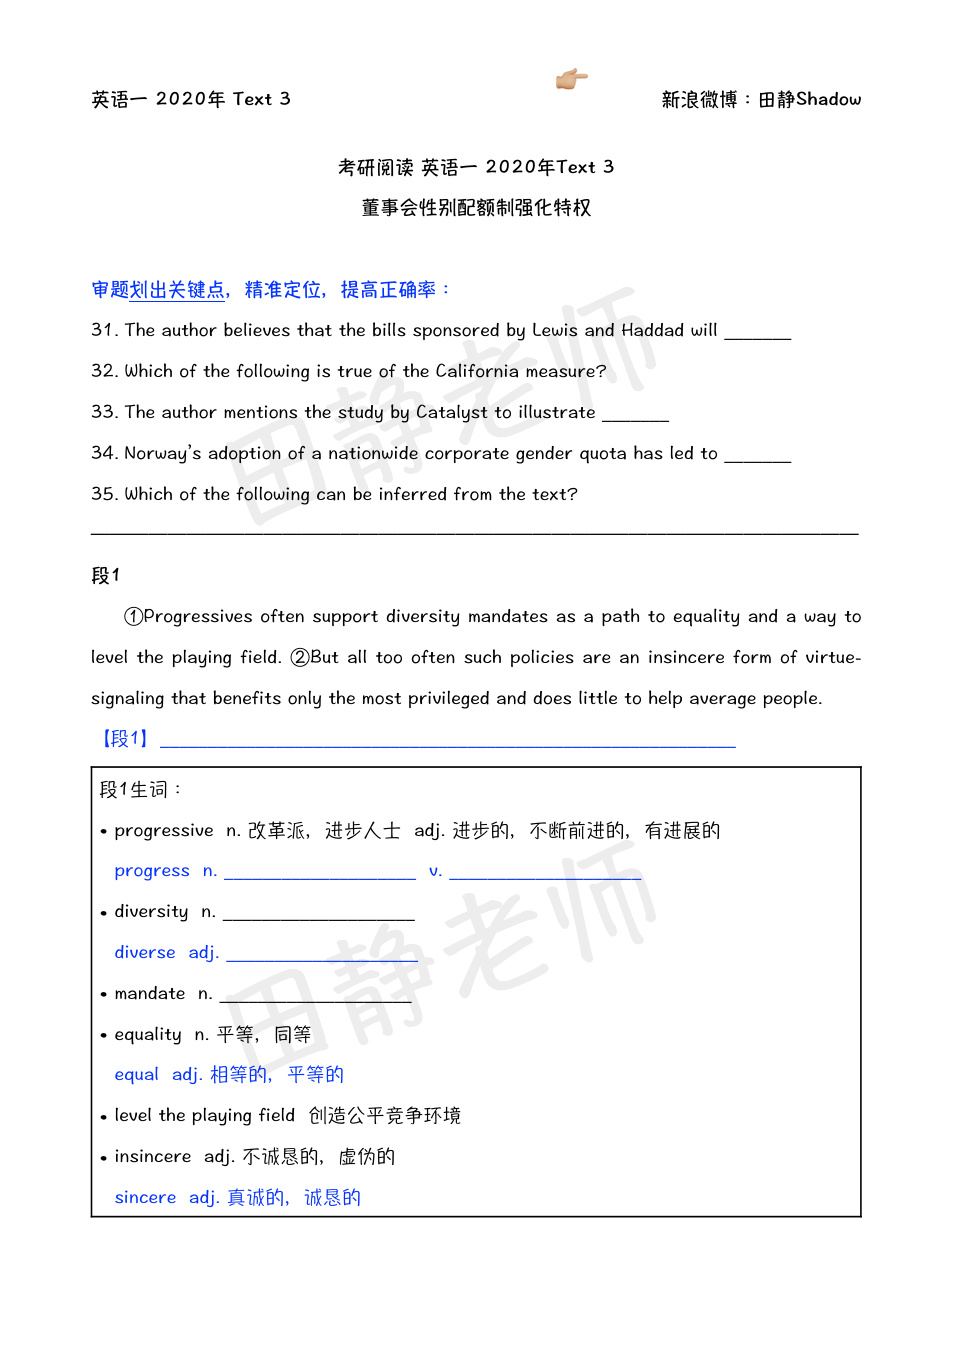 英语一 2020年 Text 3 新浪微博：田静Shadow
考研阅读 英语一 2020年Text 3
董事会性别配额制强化特权
审题划出关键点，精准定位，提高正确率：
31. The author believes that the bills sponsored by Lewis and Haddad will _______
32. Which of the following is true of the California measure?
33. The author mentions the study by Catalyst to illustrate _______
34. Norway's adoption of a nationwide corporate gender quota has led to _______
35. Which of the following can be inferred from the text?
段1
①Progressives often support diversity mandates as a path to equality and a way to
level the playing field. ②But all too often such policies are an insincere form of virtue-
signaling that benefits only the most privileged and does little to help average people.
【段1】____________________________________________________________
段1生词：
• progressive n. 改革派，进步人士 adj. 进步的，不断前进的，有进展的
progress n. ____________________ v. ____________________
• diversity n. ____________________
diverse adj. ____________________
• mandate n. ____________________
• equality n. 平等，同等
equal adj. 相等的，平等的
• level the playing field 创造公平竞争环境
• insincere adj. 不诚恳的，虚伪的
sincere adj. 真诚的，诚恳的
田静老师
田静老师